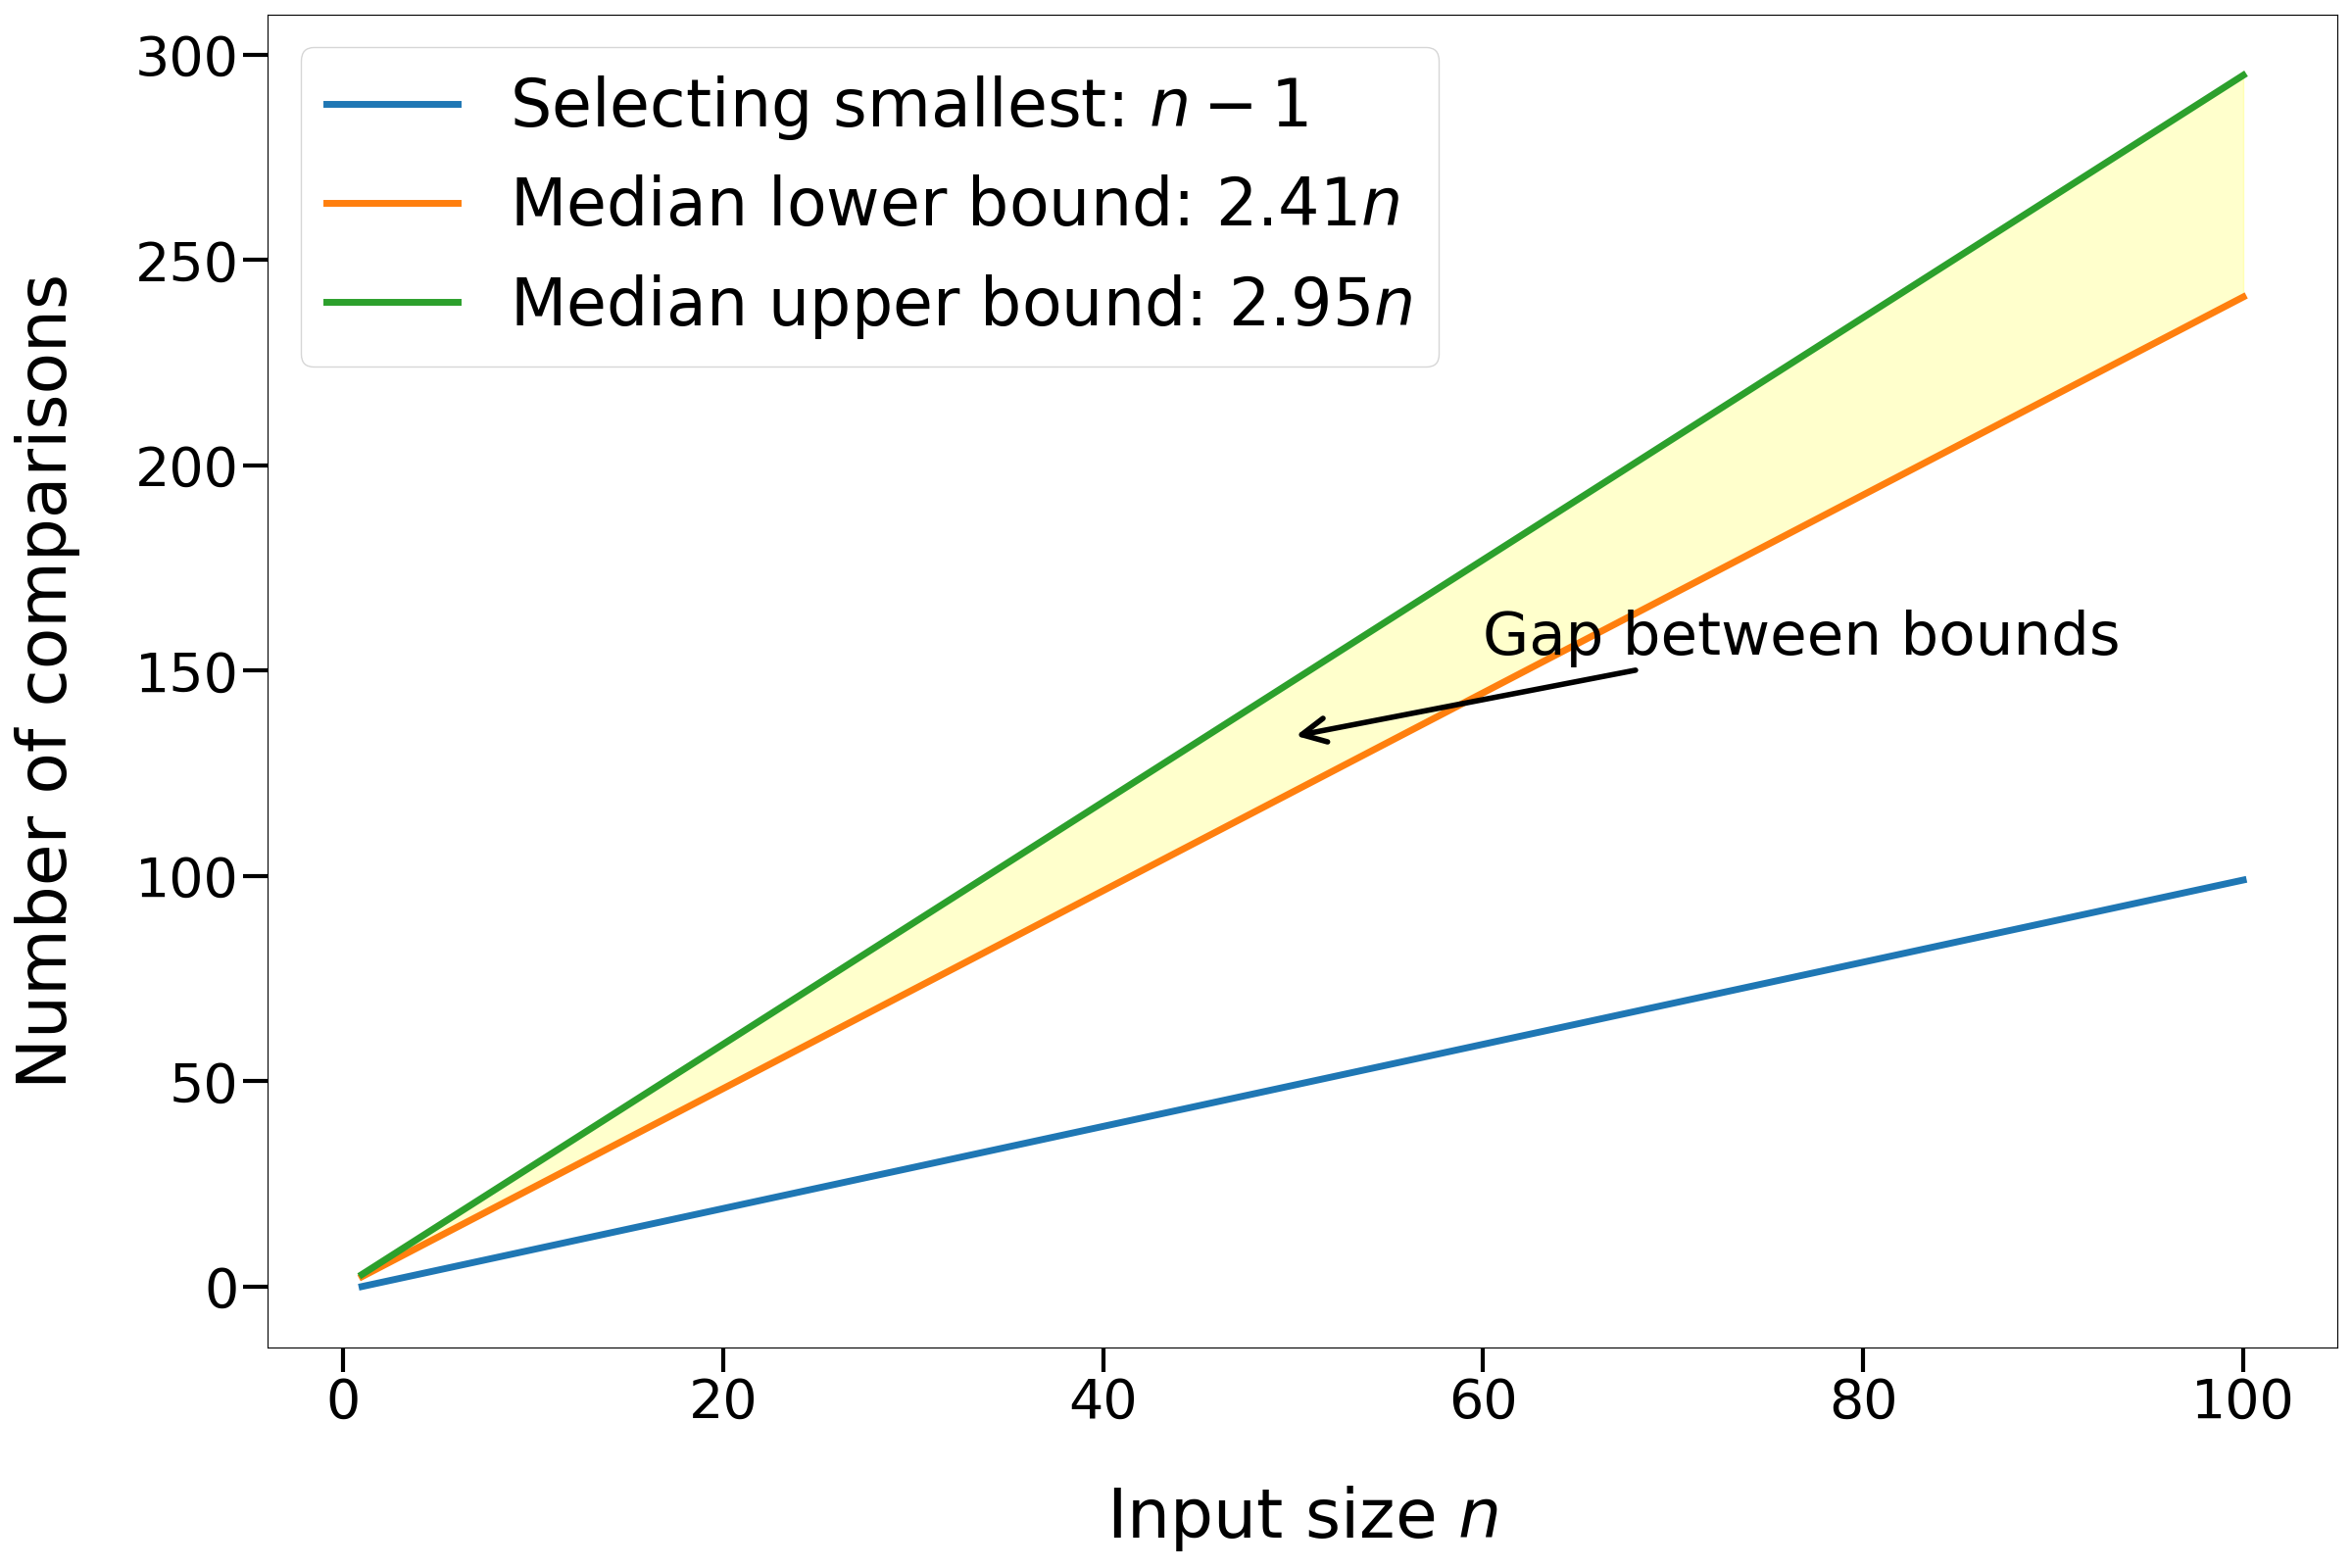 300
250
200
150
100
50
0
Number of comparisons
Selecting smallest: n − 1
Median lower bound: 2.41n
Median upper bound: 2.95n
Gap between bounds
0 20 40 60 80 100
Input size n